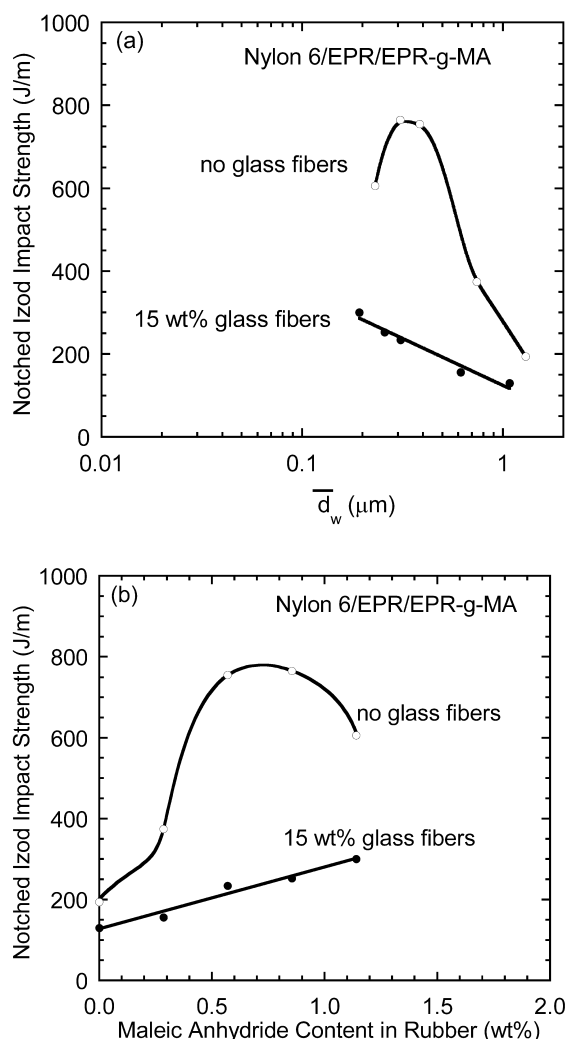 (a)
Nylon 6/EPR/EPR-g-MA
Notched Izod Impact Strength (J/m)
1000
800
600
400
200
0
no glass fibers
15 wt% glass fibers
0.01
0.1
1
d̅w (μm)
(b)
Nylon 6/EPR/EPR-g-MA
Notched Izod Impact Strength (J/m)
1000
800
600
400
200
0
no glass fibers
15 wt% glass fibers
0.0
0.5
1.0
1.5
2.0
Maleic Anhydride Content in Rubber (wt%)